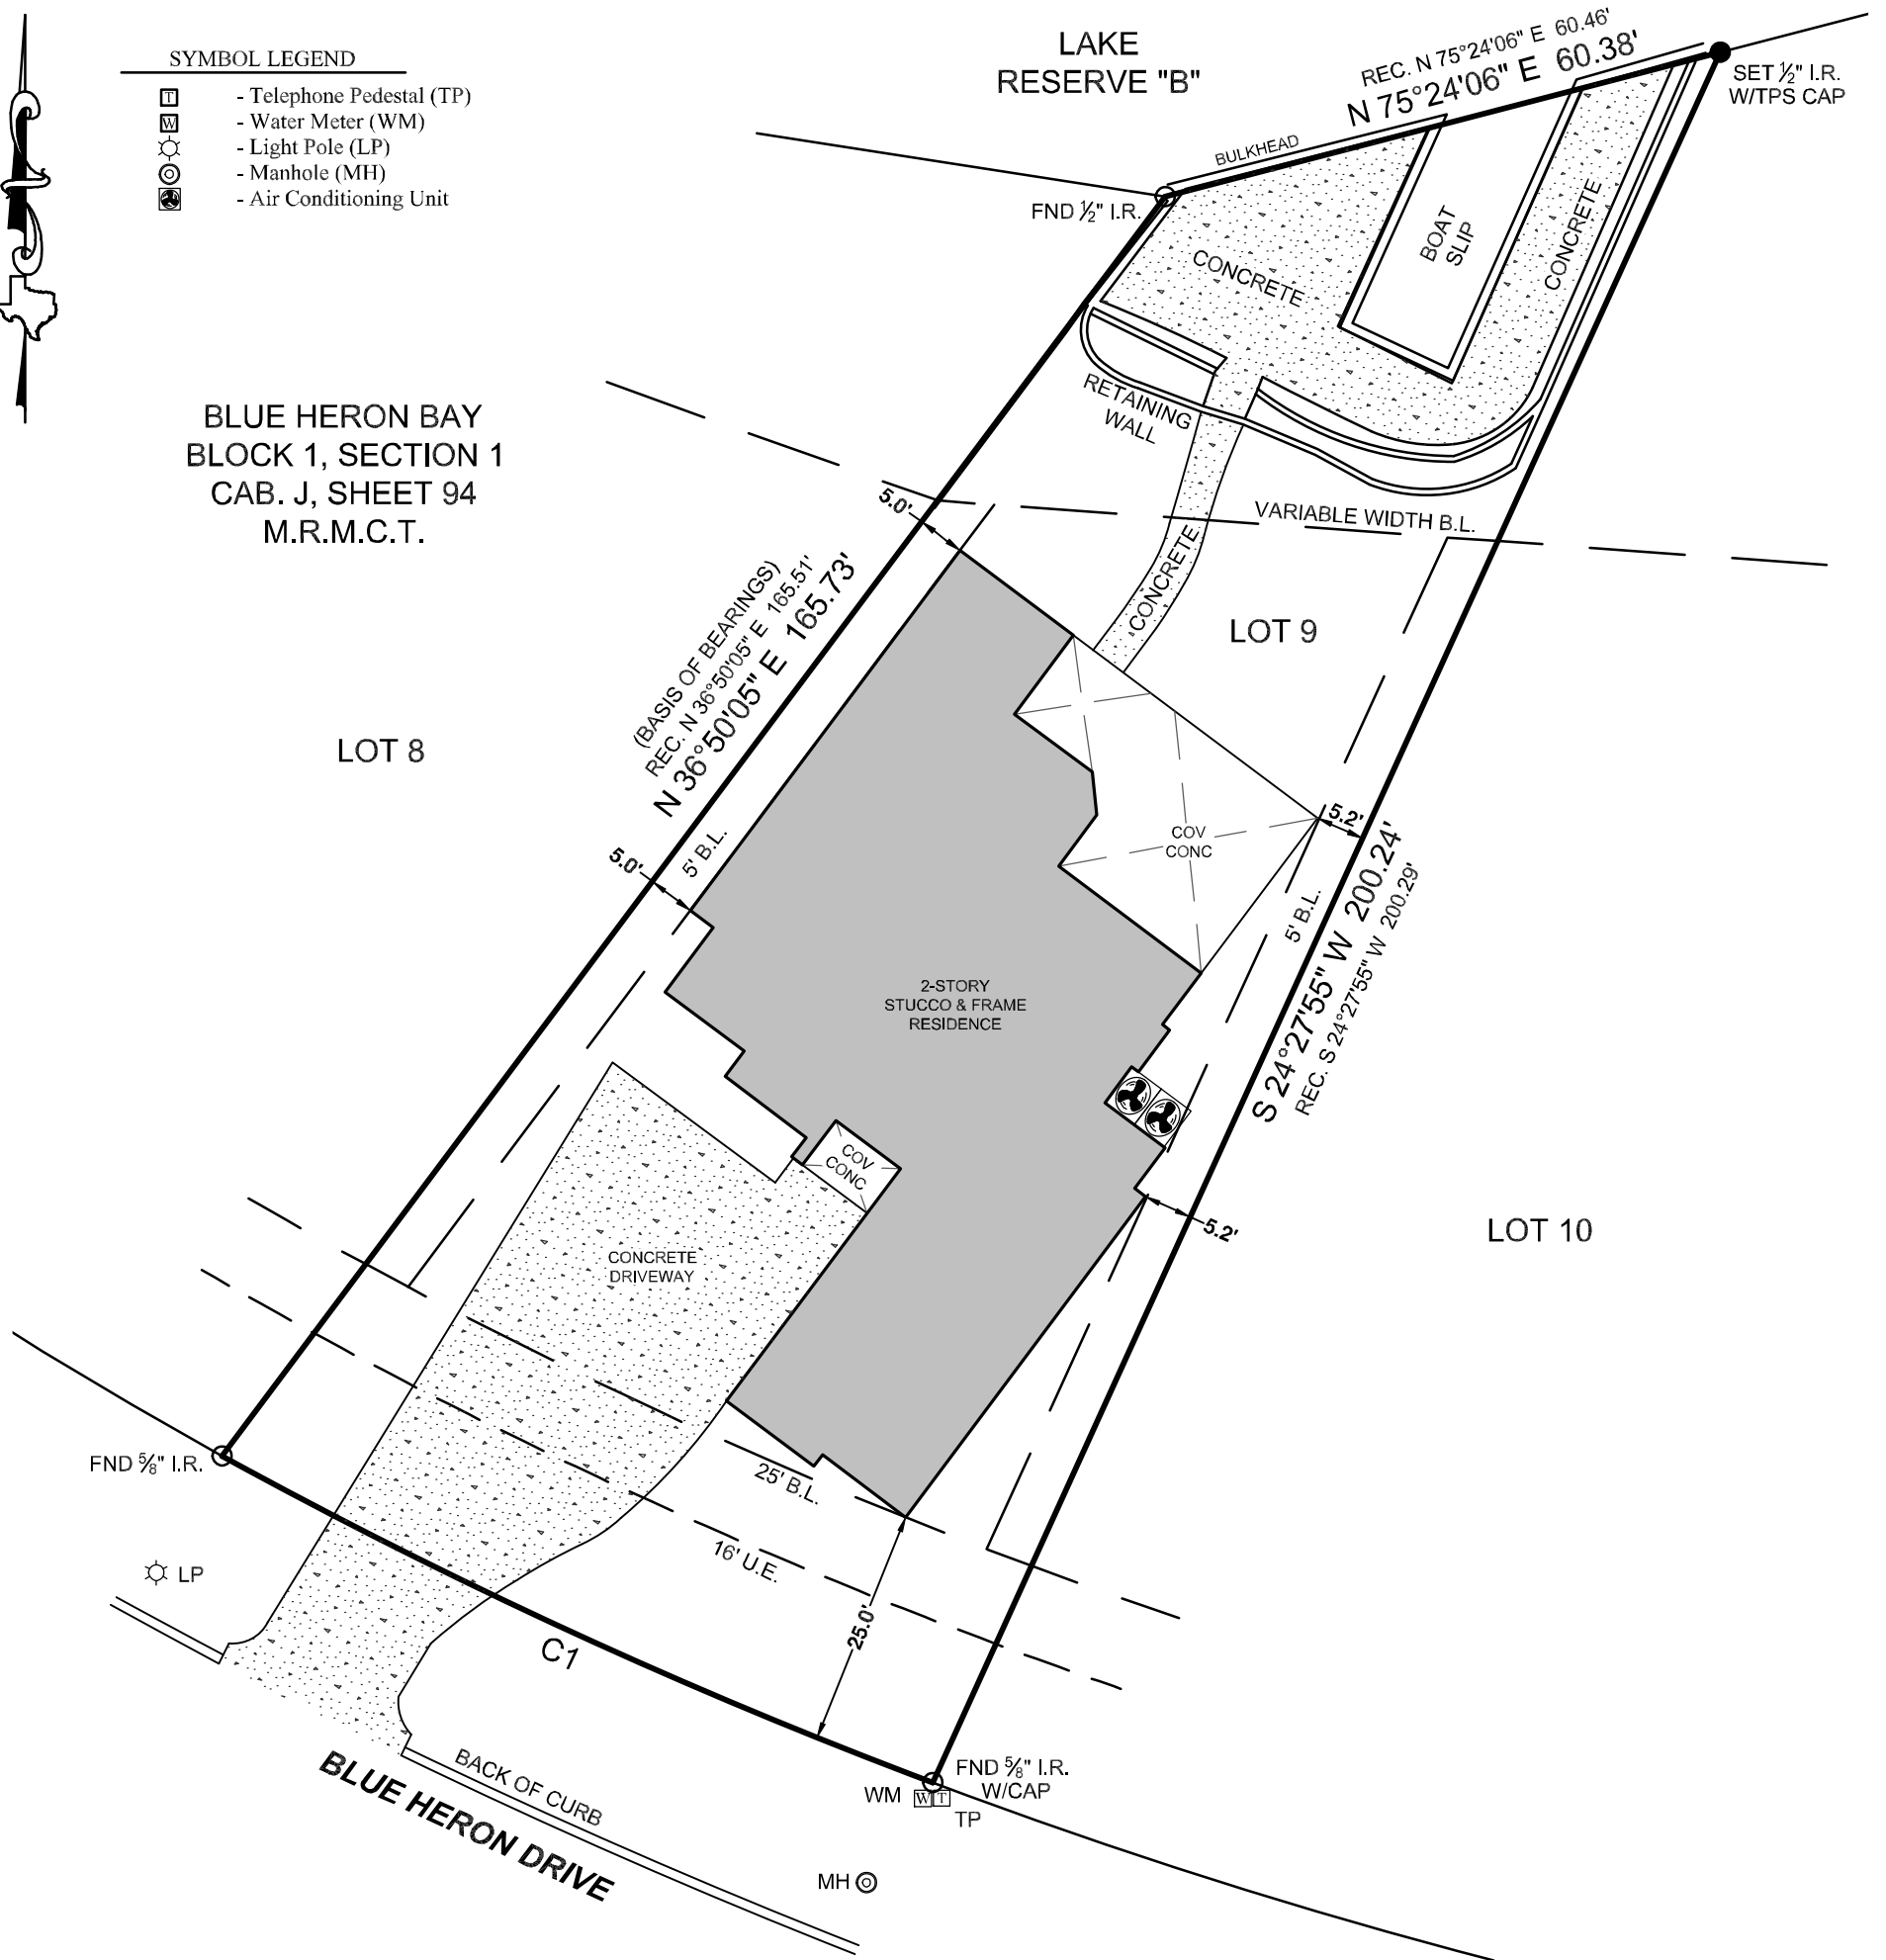 SYMBOL LEGEND
T - Telephone Pedestal (TP)
W - Water Meter (WM)
- Light Pole (LP)
- Manhole (MH)
- Air Conditioning Unit
LAKE
RESERVE "B"
REC. N 75°24'06" E 60.46'
N 75°24'06" E 60.38'
SET ½" I.R.
W/TPS CAP
BULKHEAD
FND ½" I.R.
CONCRETE
BOAT
SLIP
CONCRETE
RETAINING
WALL
BLUE HERON BAY
BLOCK 1, SECTION 1
CAB. J, SHEET 94
M.R.M.C.T.
5.0'
VARIABLE WIDTH B.L.
CONCRETE
LOT 9
(BASIS OF BEARINGS)
REC. N 36°50'05" E 165.51'
N 36°50'05" E 165.73'
LOT 8
5.0'
5' B.L.
COV
CONC
5.2'
5' B.L.
S 24°27'55" W 200.24'
REC. S 24°27'55" W 200.29'
2-STORY
STUCCO & FRAME
RESIDENCE
COV
CONC
5.2'
LOT 10
CONCRETE
DRIVEWAY
FND ⅝" I.R.
25' B.L.
16' U.E.
LP
25.0'
C1
BACK OF CURB
BLUE HERON DRIVE
FND ⅝" I.R.
W/CAP
WM W T
TP
MH